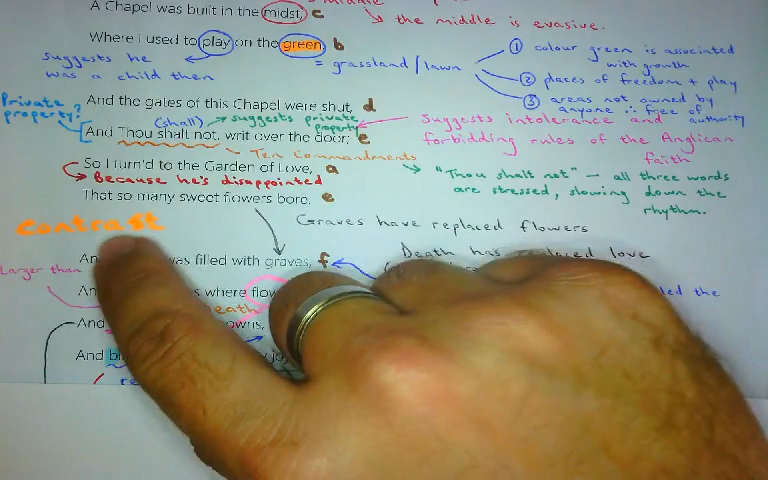 A Chapel was built in the midst, c
the middle is evasive.
Where I used to play on the green, b
suggests he was a child then
= grassland/lawn
① colour green is associated with growth
② places of freedom + play
③ areas not owned by anyone ∴ free of authority
Private property?
And the gates of this Chapel were shut, d
(shall) suggests private property
And Thou shalt not, writ over the door; e
Suggests intolerance and forbidding rules of the Anglican faith
Ten Commandments
So I turn'd to the Garden of Love, a
"Thou shalt not" — all three words are stressed, slowing down the rhythm.
Because he's disappointed
That so many sweet flowers bore. e
contrast
Graves have replaced flowers
was filled with graves, f
Death has love
Larger than
where
And
And